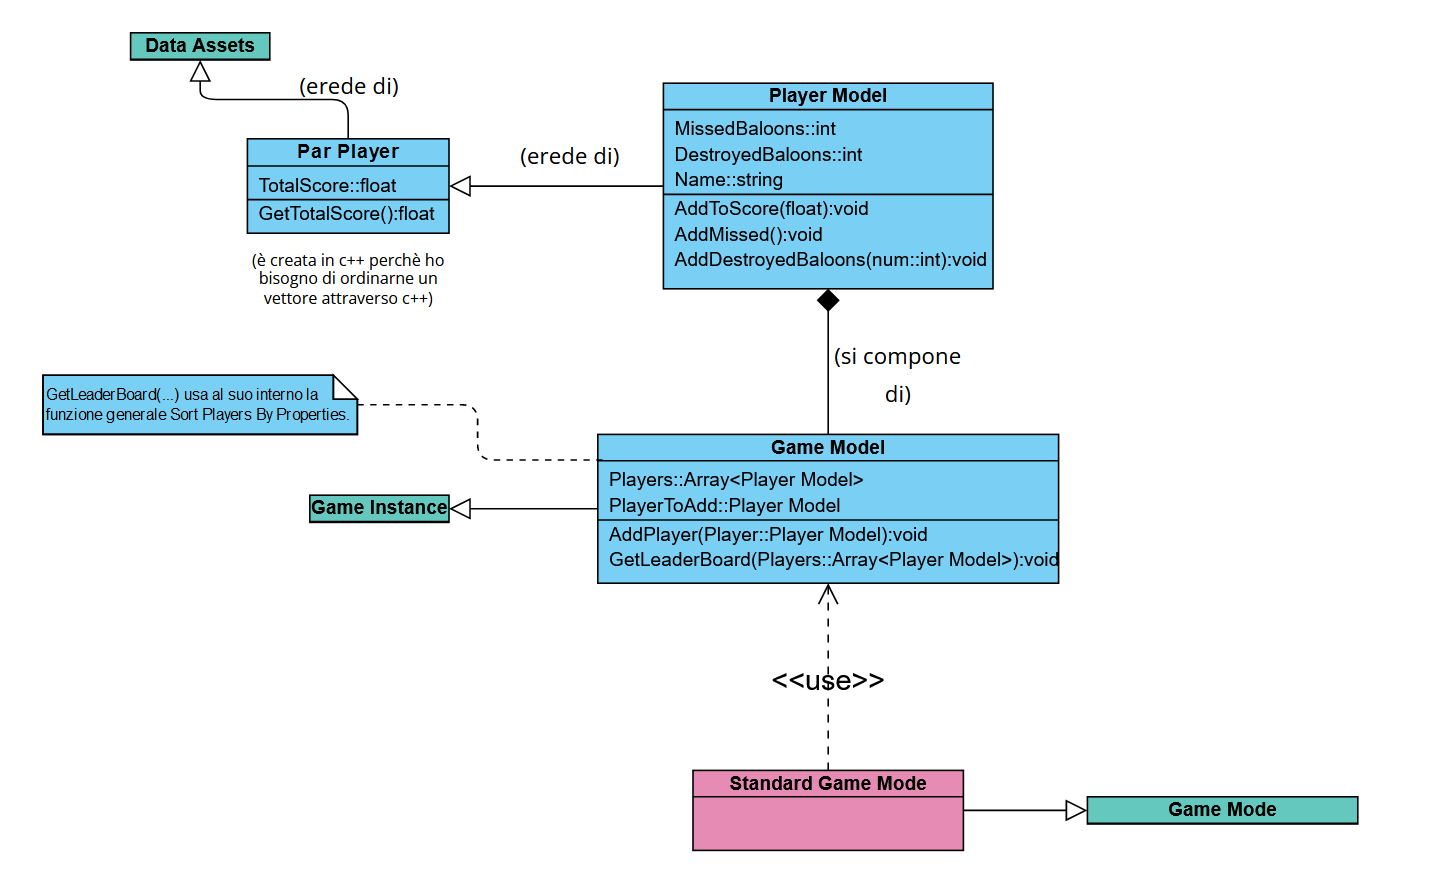 Data Assets
(erede di)
Par Player
TotalScore::float
GetTotalScore():float
(è creata in c++ perchè ho
bisogno di ordinarne un
vettore attraverso c++)
(erede di)
Player Model
MissedBaloons::int
DestroyedBaloons::int
Name::string
AddToScore(float):void
AddMissed():void
AddDestroyedBaloons(num::int):void
(si compone
di)
GetLeaderBoard(...) usa al suo interno la
funzione generale Sort Players By Properties.
Game Instance
Game Model
Players::Array<Player Model>
PlayerToAdd::Player Model
AddPlayer(Player::Player Model):void
GetLeaderBoard(Players::Array<Player Model>):void
<<use>>
Standard Game Mode
Game Mode